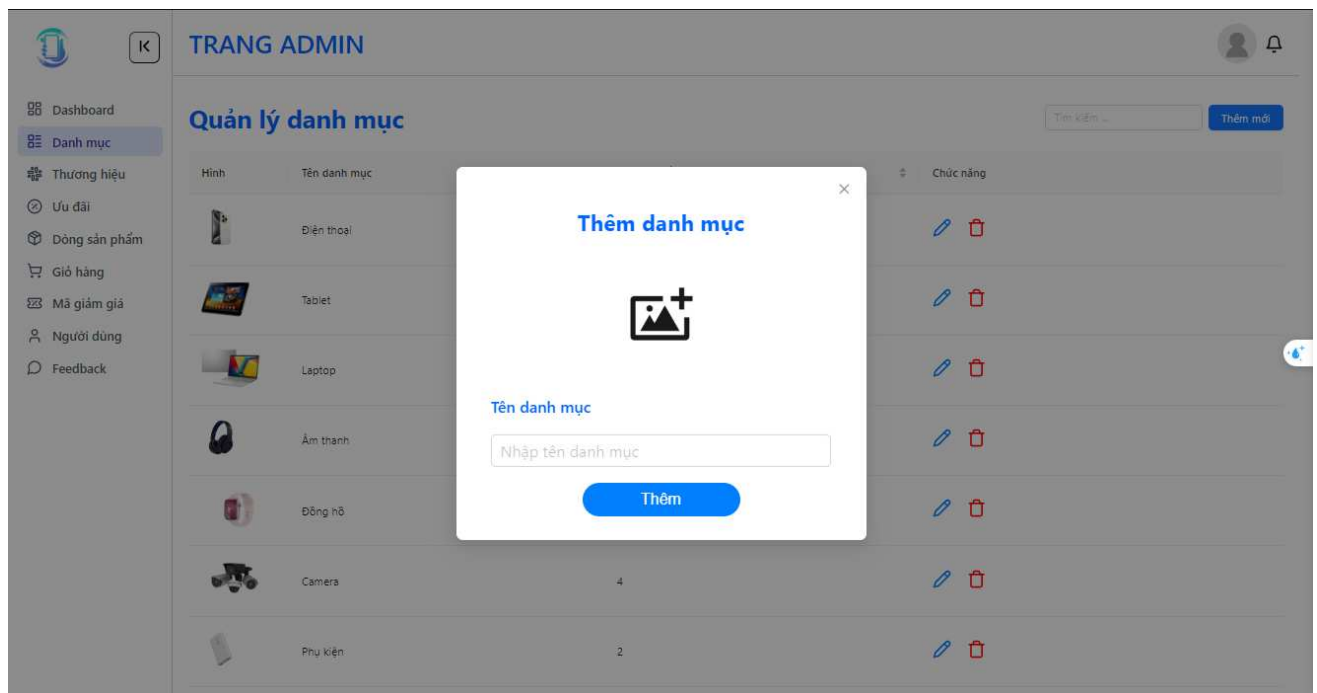 TRANG ADMIN
Dashboard
Danh mục
Thương hiệu
Ưu đãi
Dòng sản phẩm
Giỏ hàng
Mã giảm giá
Người dùng
Feedback
Quản lý danh mục
Tìm kiếm ...
Thêm mới
Hình
Tên danh mục
Chức năng
Điện thoại
Tablet
Laptop
Âm thanh
Đồng hồ
Camera
4
Phụ kiện
2
Thêm danh mục
Tên danh mục
Nhập tên danh mục
Thêm